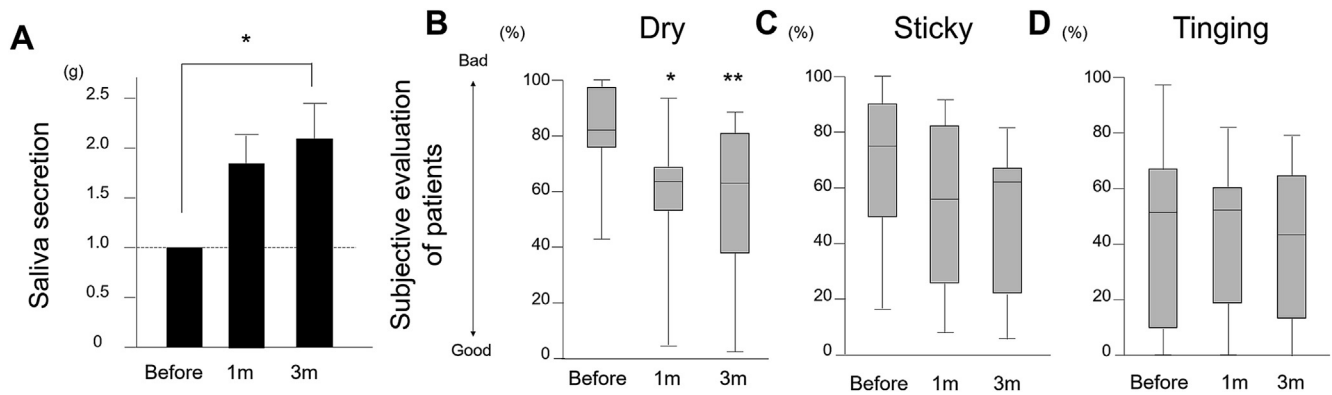 A
*
(g)
2.5
2.0
1.5
1.0
0.5
0
Saliva secretion
Before 1m 3m
B
(%)
Dry
Bad
Good
Subjective evaluation
of patients
* **
100
80
60
40
20
0
Before 1m 3m
C
(%)
Sticky
100
80
60
40
20
0
Before 1m 3m
D
(%)
Tinging
100
80
60
40
20
0
Before 1m 3m